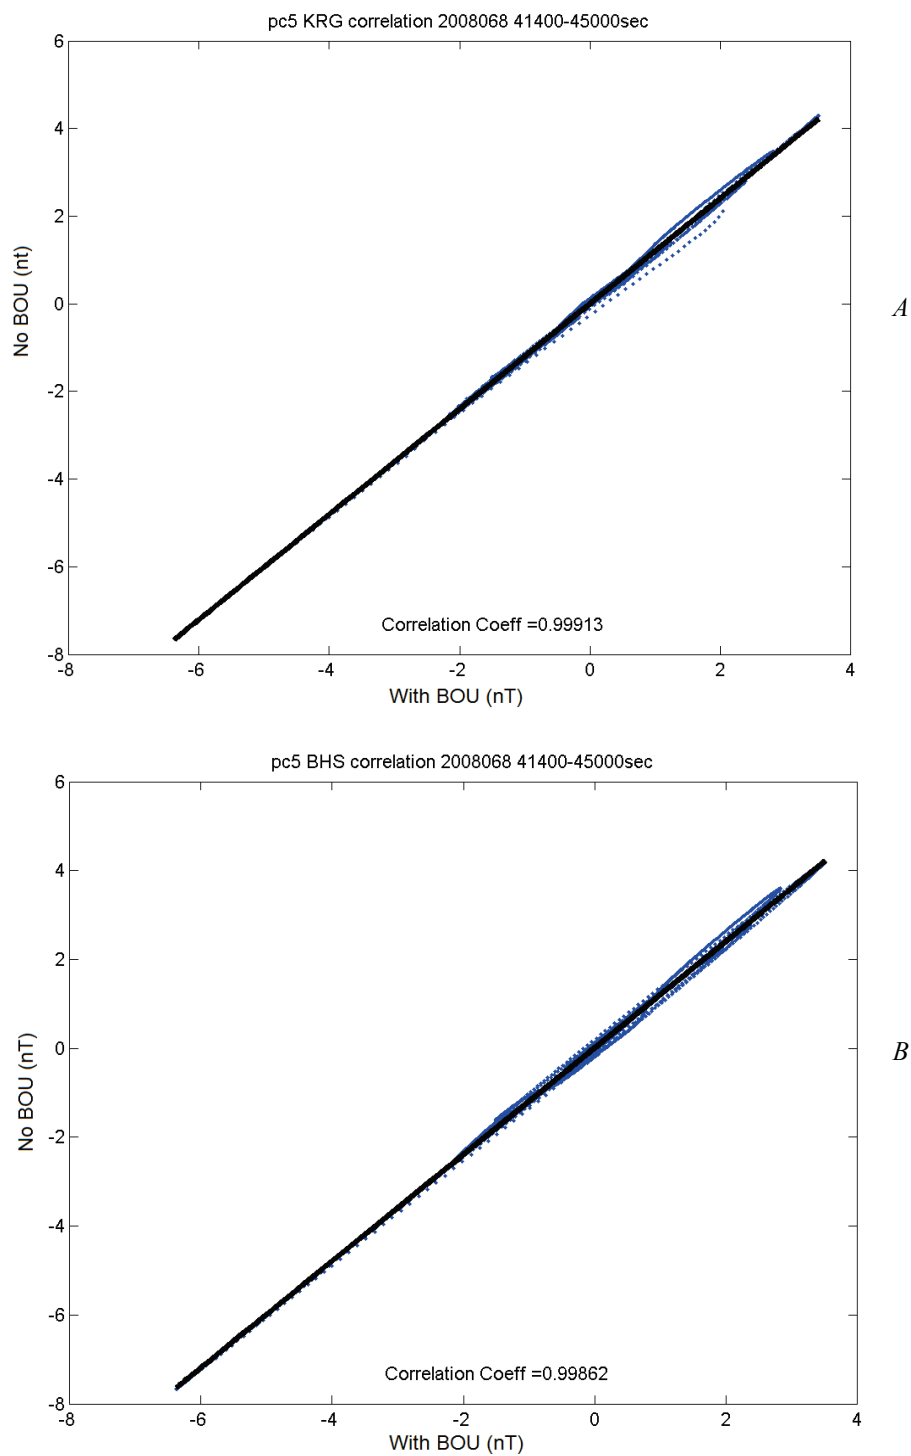 pc5 KRG correlation 2008068 41400-45000sec
6
4
2
0
-2
-4
-6
-8
No BOU (nt)
A
Correlation Coeff =0.99913
-8 -6 -4 -2 0 2 4
With BOU (nT)
pc5 BHS correlation 2008068 41400-45000sec
6
4
2
0
-2
-4
-6
-8
No BOU (nT)
B
Correlation Coeff =0.99862
-8 -6 -4 -2 0 2 4
With BOU (nT)